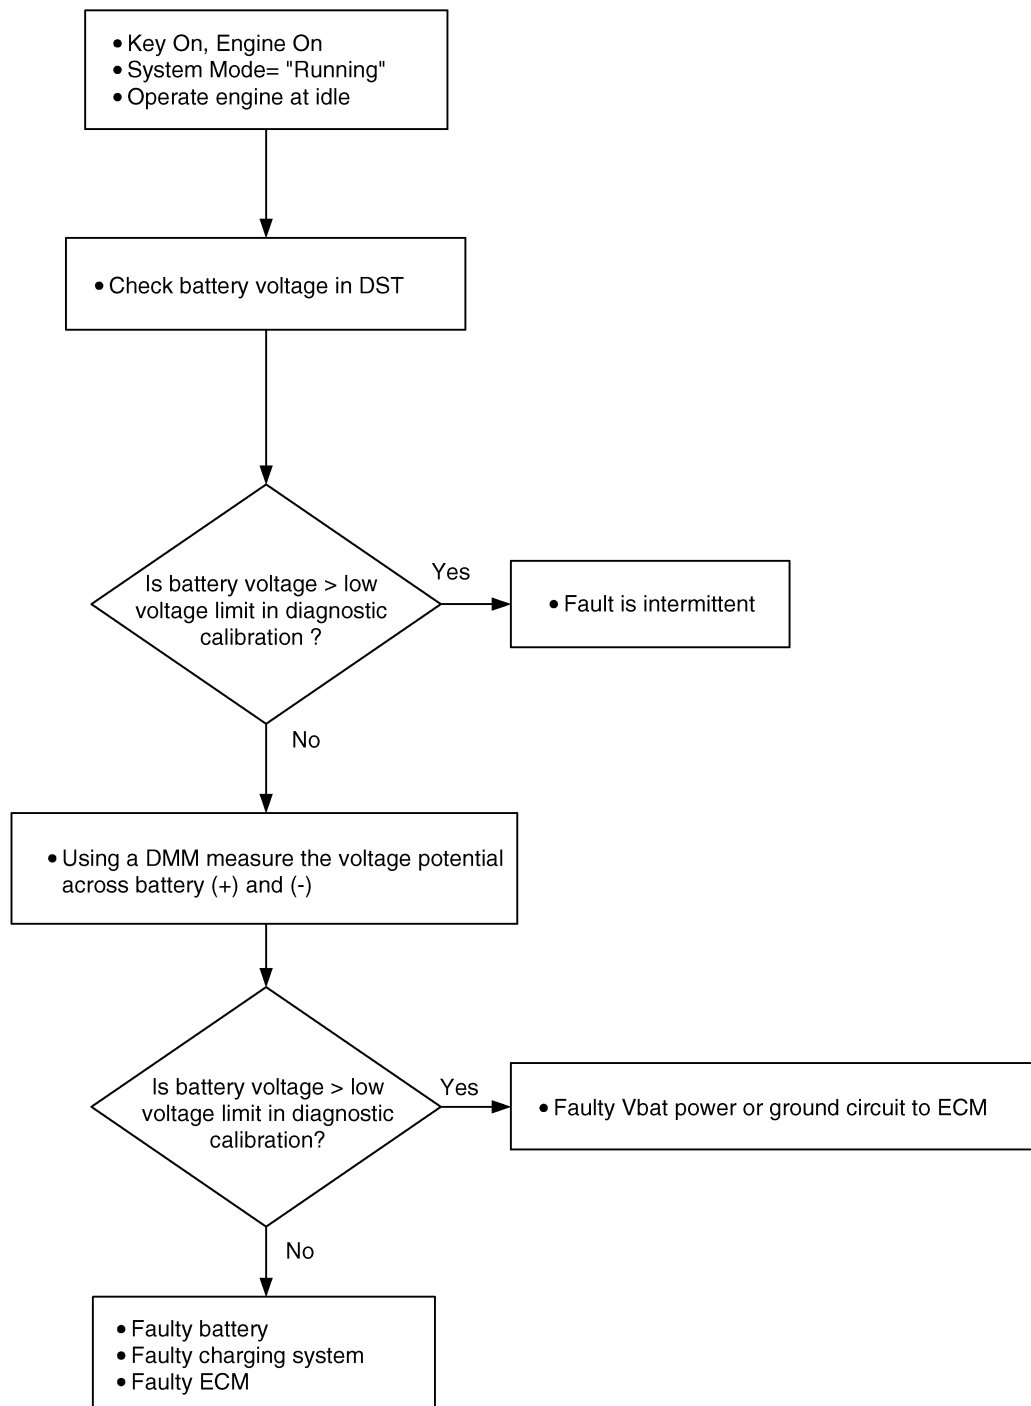 • Key On, Engine On
• System Mode= "Running"
• Operate engine at idle
• Check battery voltage in DST
Is battery voltage > low
voltage limit in diagnostic
calibration ?
Yes
• Fault is intermittent
No
• Using a DMM measure the voltage potential
across battery (+) and (-)
Is battery voltage > low
voltage limit in diagnostic
calibration?
Yes
• Faulty Vbat power or ground circuit to ECM
No
• Faulty battery
• Faulty charging system
• Faulty ECM